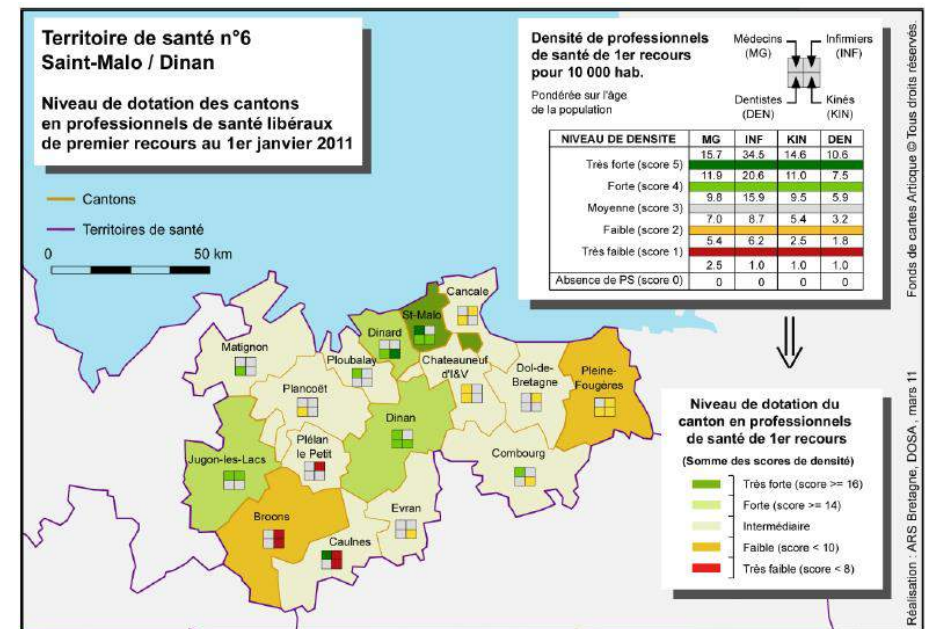 Territoire de santé n°6
Saint-Malo / Dinan
Niveau de dotation des cantons
en professionnels de santé libéraux
de premier recours au 1er janvier 2011
Cantons
Territoires de santé
0 50 km
Densité de professionnels
de santé de 1er recours
pour 10 000 hab.
Pondérée sur l'âge
de la population
Médecins
(MG)
Infirmiers
(INF)
Dentistes
(DEN)
Kinés
(KIN)
NIVEAU DE DENSITE MG INF KIN DEN
15.7 34.5 14.6 10.6
Très forte (score 5)
11.9 20.6 11.0 7.5
Forte (score 4)
9.8 15.9 9.5 5.9
Moyenne (score 3)
7.0 8.7 5.4 3.2
Faible (score 2)
5.4 6.2 2.5 1.8
Très faible (score 1)
2.5 1.0 1.0 1.0
Absence de PS (score 0) 0 0 0 0
Cancale
St-Malo
Dinard
Matignon
Ploubalay
Chateauneuf
d'I&V
Dol-de-
Bretagne
Pleine-
Fougères
Plancoët
Dinan
Plélan
le Petit
Jugon-les-Lacs
Combourg
Evran
Broons
Caulnes
Niveau de dotation du
canton en professionnels
de santé de 1er recours
(Somme des scores de densité)
Très forte (score >= 16)
Forte (score >= 14)
Intermédiaire
Faible (score < 10)
Très faible (score < 8)
Fonds de cartes Artioque © Tous droits réservés.
Réalisation : ARS Bretagne, DOSA, mars 11